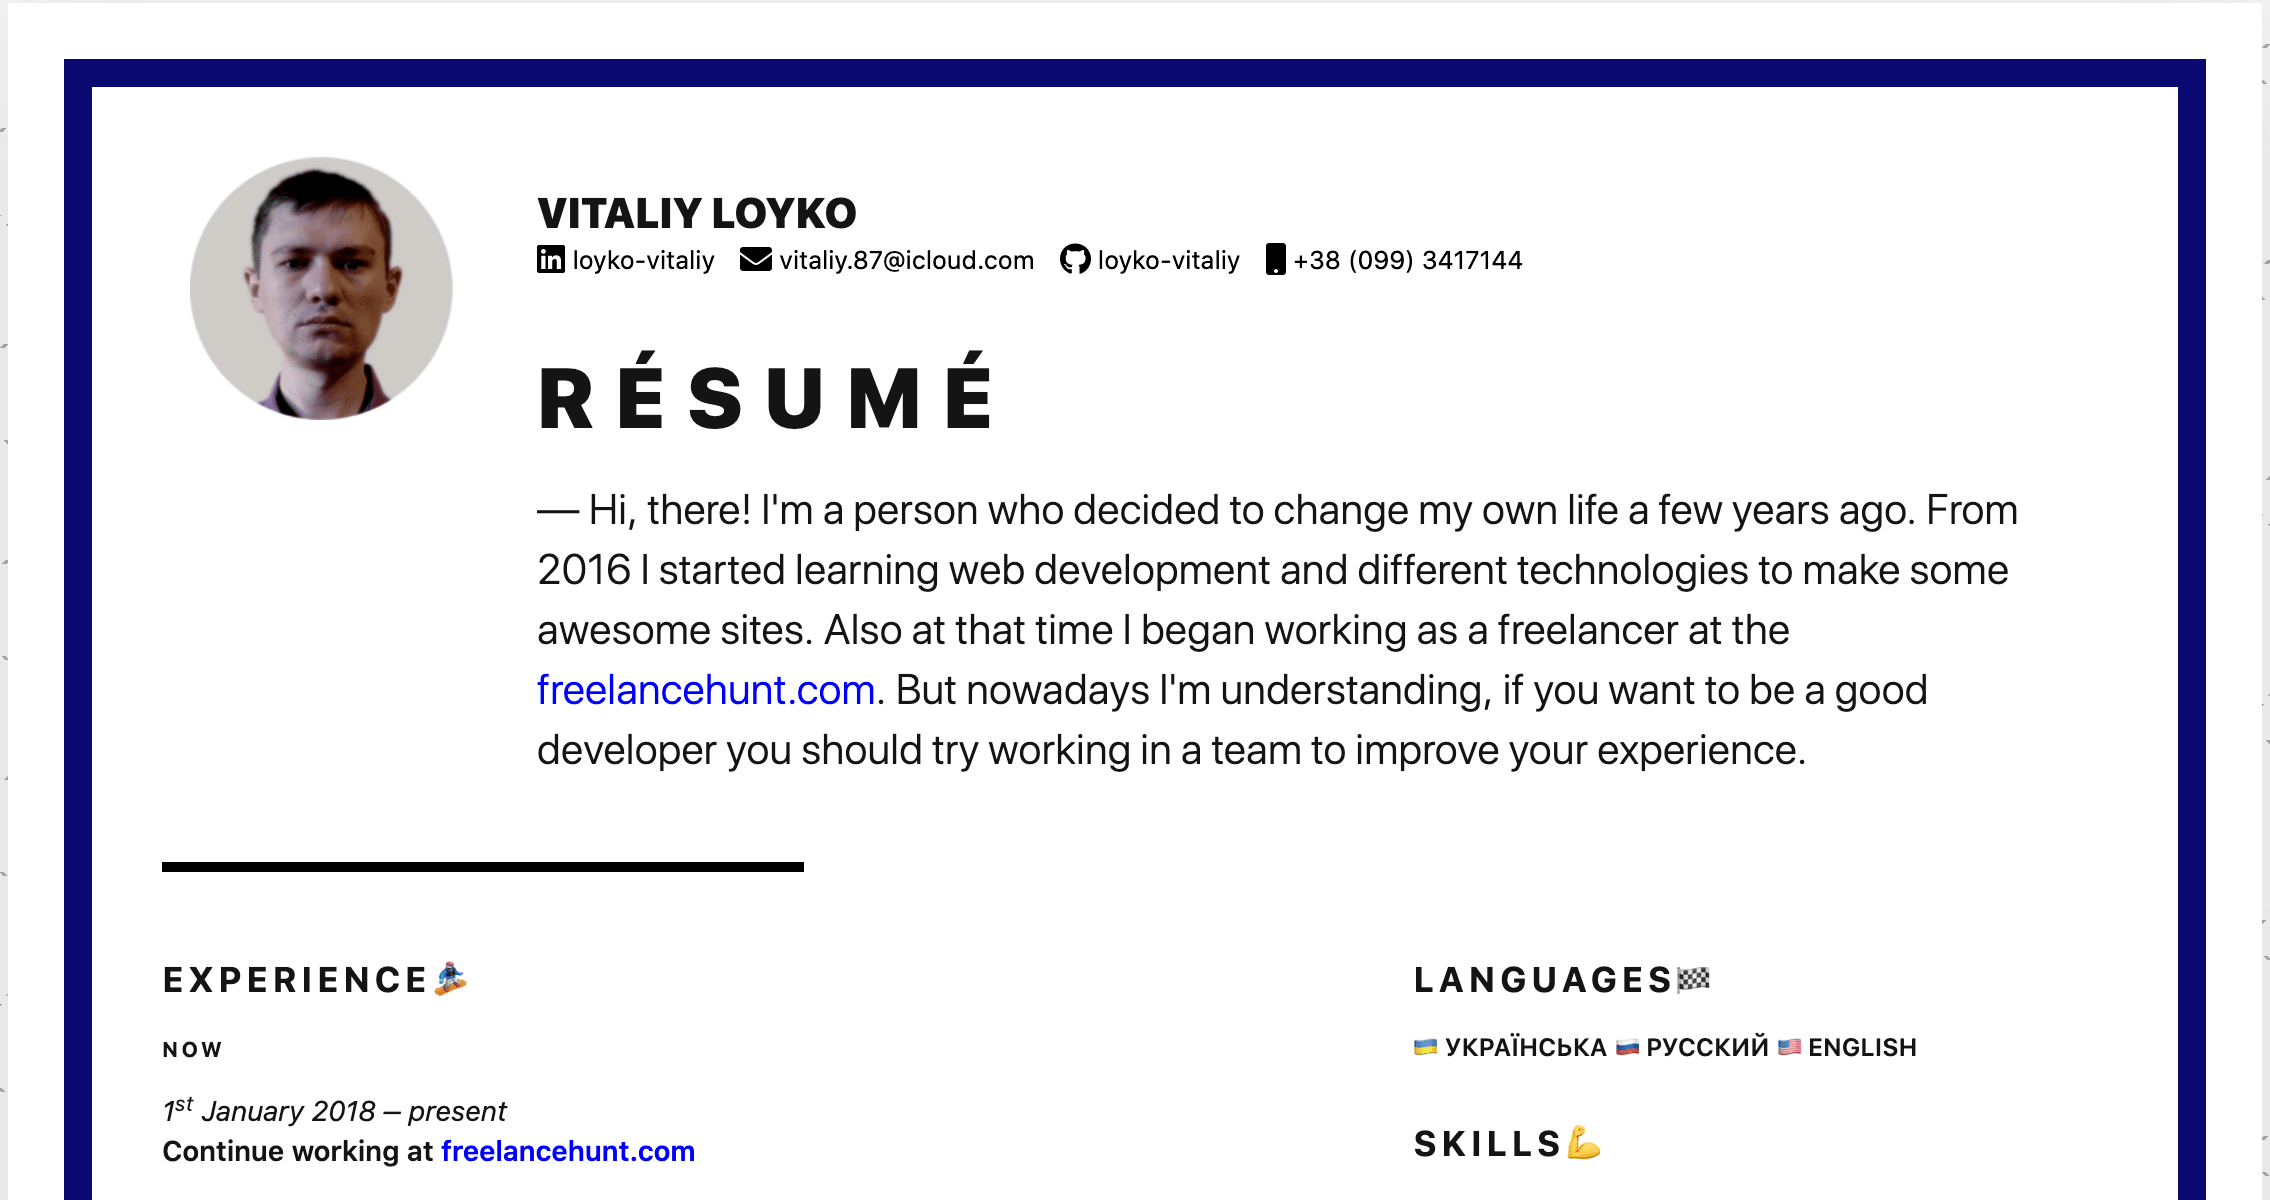 VITALIY LOYKO
loyko-vitaliy vitaliy.87@icloud.com loyko-vitaliy +38 (099) 3417144
RÉSUMÉ
— Hi, there! I'm a person who decided to change my own life a few years ago. From
2016 I started learning web development and different technologies to make some
awesome sites. Also at that time I began working as a freelancer at the
freelancehunt.com. But nowadays I'm understanding, if you want to be a good
developer you should try working in a team to improve your experience.
EXPERIENCE🏂
NOW
1st January 2018 – present
Continue working at freelancehunt.com
LANGUAGES🏁
🇺🇦 УКРАЇНСЬКА 🇷🇺 РУССКИЙ 🇺🇸 ENGLISH
SKILLS💪